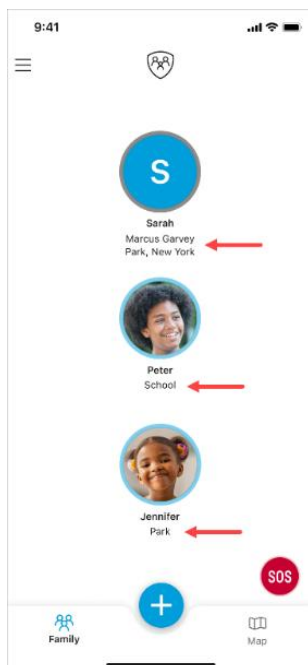 9:41
S
Sarah
Marcus Garvey
Park, New York
Peter
School
Jennifer
Park
SOS
+
Family
Map